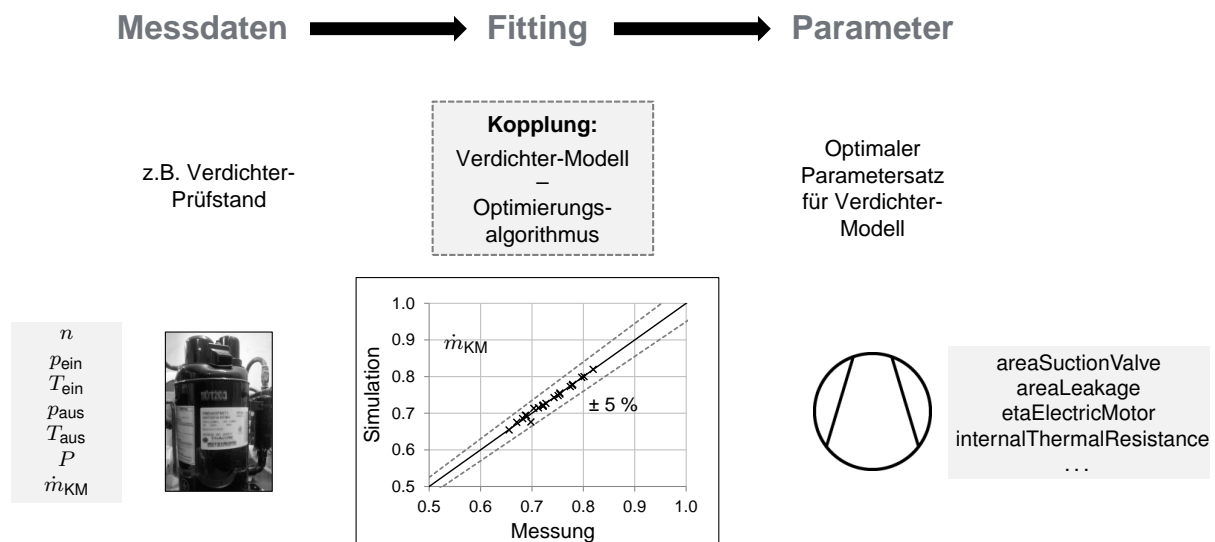 Messdaten
Fitting
Parameter
z.B. Verdichter-
Prüfstand
Kopplung:
Verdichter-Modell
–
Optimierungs-
algorithmus
Optimaler
Parametersatz
für Verdichter-
Modell
n
pein
Tein
paus
Taus
P
ṁKM
Simulation
1.0
0.9
0.8
0.7
0.6
0.5
ṁKM
± 5 %
0.5 0.6 0.7 0.8 0.9 1.0
Messung
areaSuctionValve
areaLeakage
etaElectricMotor
internalThermalResistance
...